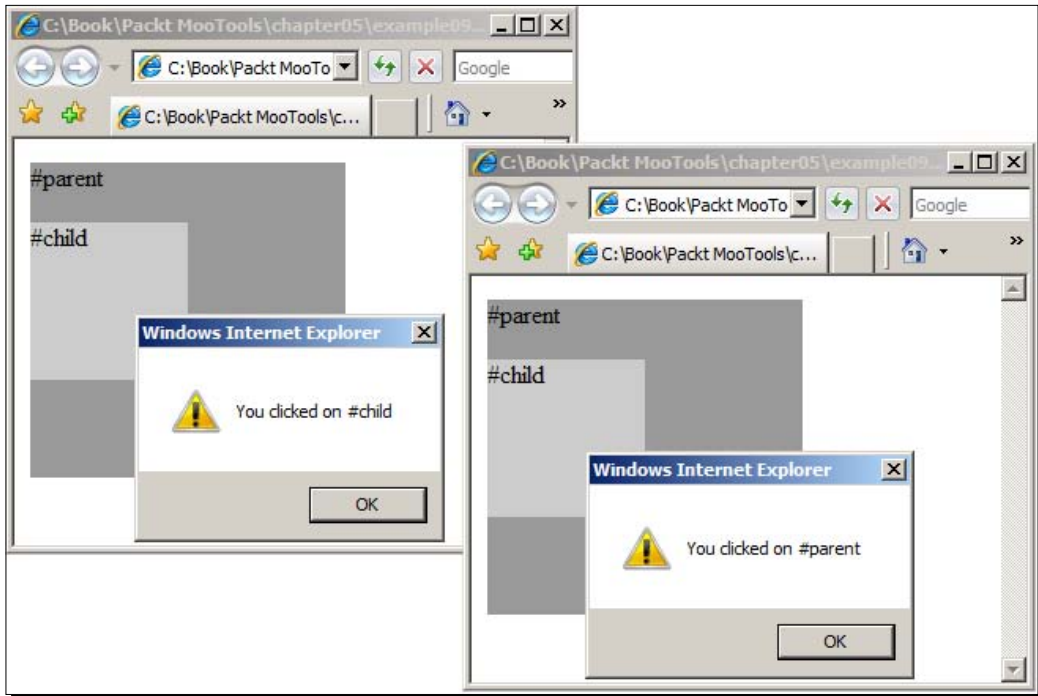 C:\Book\Packt MooTools\chapter05\example09...
C:\Book\Packt MooTo
Google
C:\Book\Packt MooTools\c...
»
#parent
#child
Windows Internet Explorer
You clicked on #child
OK
C:\Book\Packt MooTools\chapter05\example09...
C:\Book\Packt MooTo
Google
C:\Book\Packt MooTools\c...
»
#parent
#child
Windows Internet Explorer
You clicked on #parent
OK